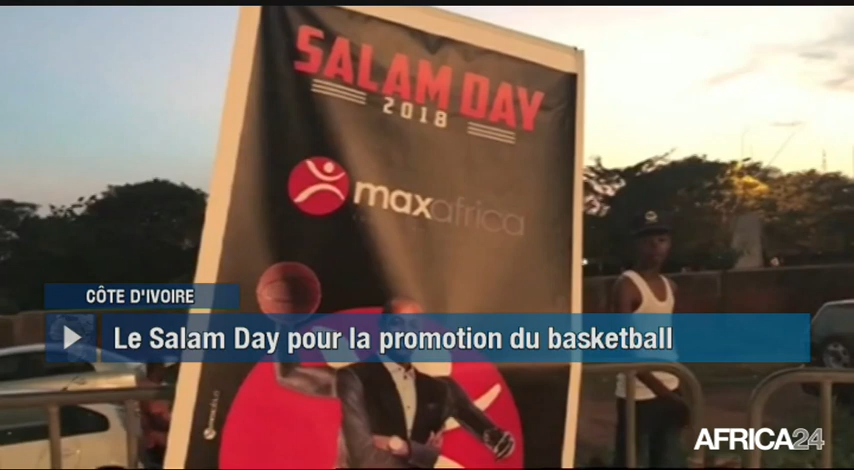 SALAM DAY
2018
maxafrica
CÔTE D'IVOIRE
Le Salam Day pour la promotion du basketball
AFRICA24